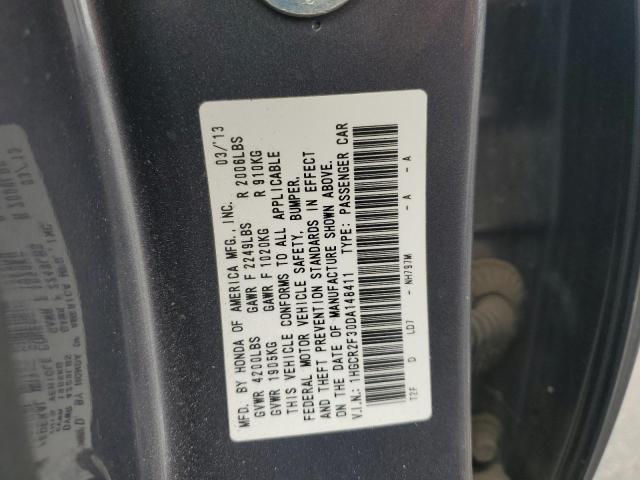 MFD. BY HONDA OF AMERICA MFG., INC. 03/'13
GVWR 4200LBS GAWR F 2249LBS R 2006LBS
GVWR 1905KG GAWR F 1020KG R 910KG
THIS VEHICLE CONFORMS TO ALL APPLICABLE
FEDERAL MOTOR VEHICLE SAFETY, BUMPER,
AND THEFT PREVENTION STANDARDS IN EFFECT
ON THE DATE OF MANUFACTURE SHOWN ABOVE.
V.I.N.: 1HGCR2F30DA148411 TYPE: PASSENGER CAR
T2F D LD7 - NH797M - A - A